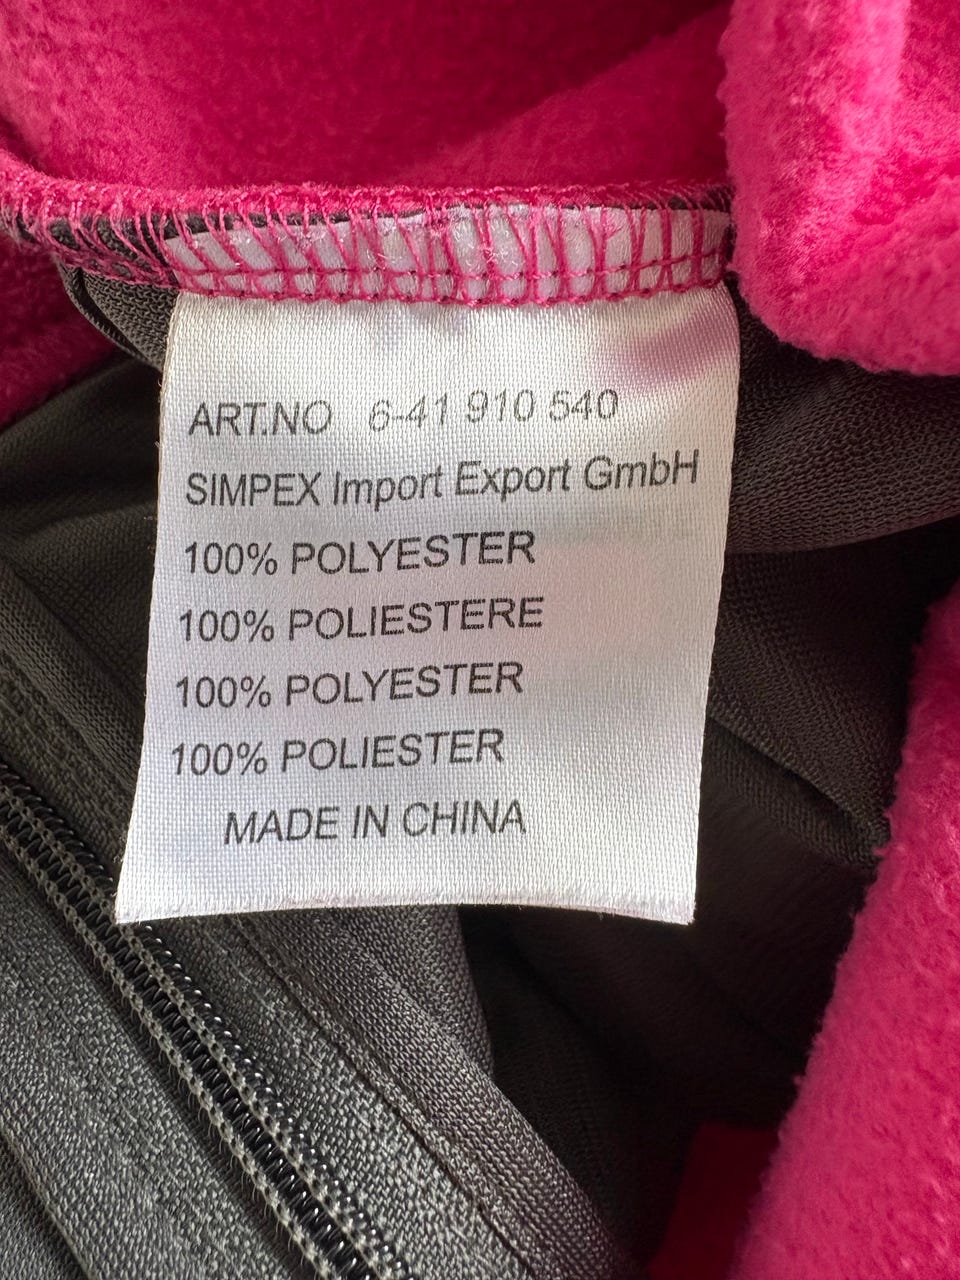 ART.NO 6-41 910 540
SIMPEX Import Export GmbH
100% POLYESTER
100% POLIESTERE
100% POLYESTER
100% POLIESTER
MADE IN CHINA